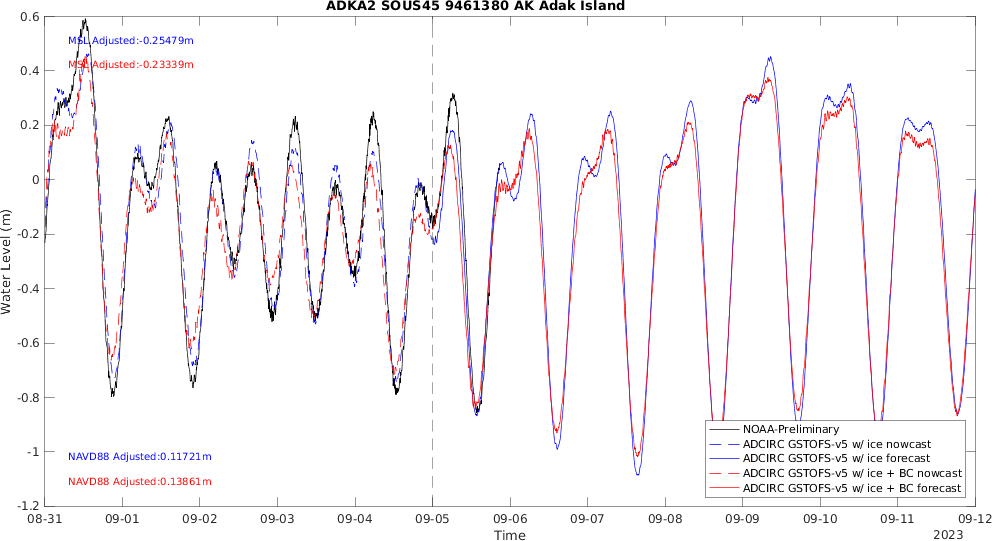 ADKA2 SOUS45 9461380 AK Adak Island
0.6
0.4
0.2
0
-0.2
-0.4
-0.6
-0.8
-1
-1.2
Water Level (m)
MSL Adjusted:-0.25479m
MSL Adjusted:-0.23339m
NAVD88 Adjusted:0.11721m
NAVD88 Adjusted:0.13861m
NOAA-Preliminary
ADCIRC GSTOFS-v5 w/ ice nowcast
ADCIRC GSTOFS-v5 w/ ice forecast
ADCIRC GSTOFS-v5 w/ ice + BC nowcast
ADCIRC GSTOFS-v5 w/ ice + BC forecast
08-31 09-01 09-02 09-03 09-04 09-05 09-06 09-07 09-08 09-09 09-10 09-11 09-12
Time
2023